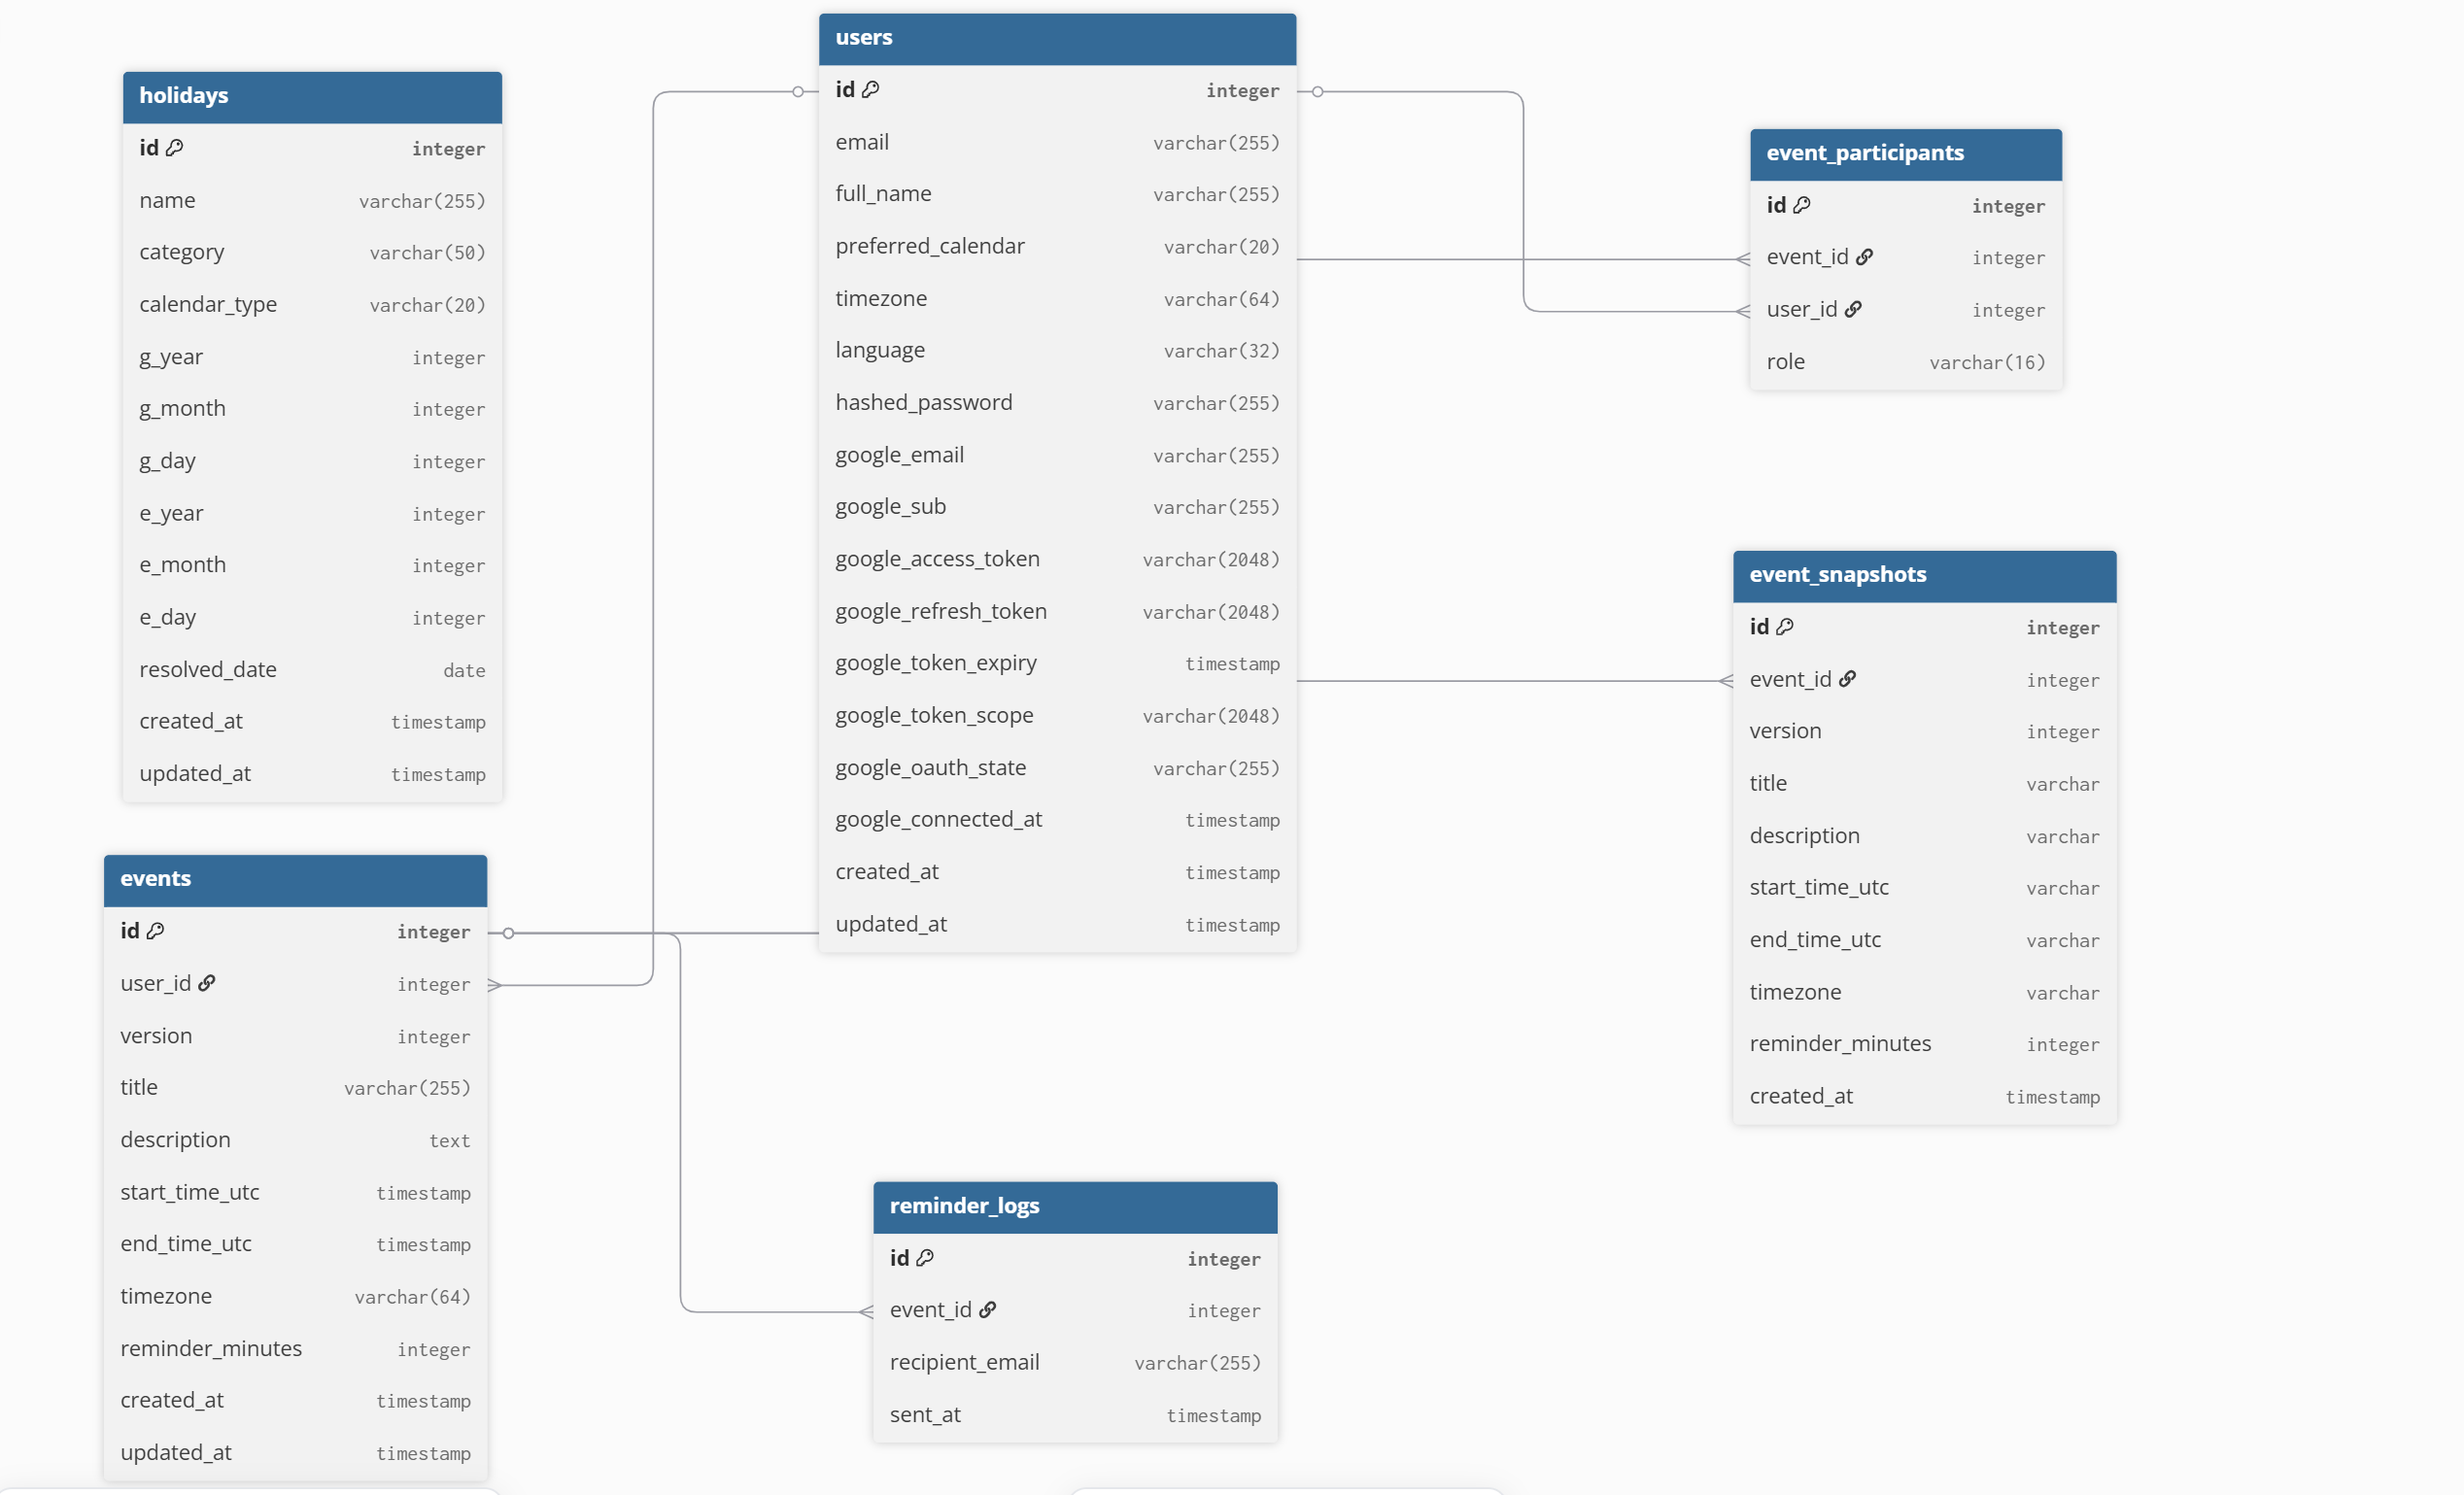 holidays
id integer
name varchar(255)
category varchar(50)
calendar_type varchar(20)
g_year integer
g_month integer
g_day integer
e_year integer
e_month integer
e_day integer
resolved_date date
created_at timestamp
updated_at timestamp
users
id integer
email varchar(255)
full_name varchar(255)
preferred_calendar varchar(20)
timezone varchar(64)
language varchar(32)
hashed_password varchar(255)
google_email varchar(255)
google_sub varchar(255)
google_access_token varchar(2048)
google_refresh_token varchar(2048)
google_token_expiry timestamp
google_token_scope varchar(2048)
google_oauth_state varchar(255)
google_connected_at timestamp
created_at timestamp
updated_at timestamp
event_participants
id integer
event_id integer
user_id integer
role varchar(16)
event_snapshots
id integer
event_id integer
version integer
title varchar
description varchar
start_time_utc varchar
end_time_utc varchar
timezone varchar
reminder_minutes integer
created_at timestamp
events
id integer
user_id integer
version integer
title varchar(255)
description text
start_time_utc timestamp
end_time_utc timestamp
timezone varchar(64)
reminder_minutes integer
created_at timestamp
updated_at timestamp
reminder_logs
id integer
event_id integer
recipient_email varchar(255)
sent_at timestamp